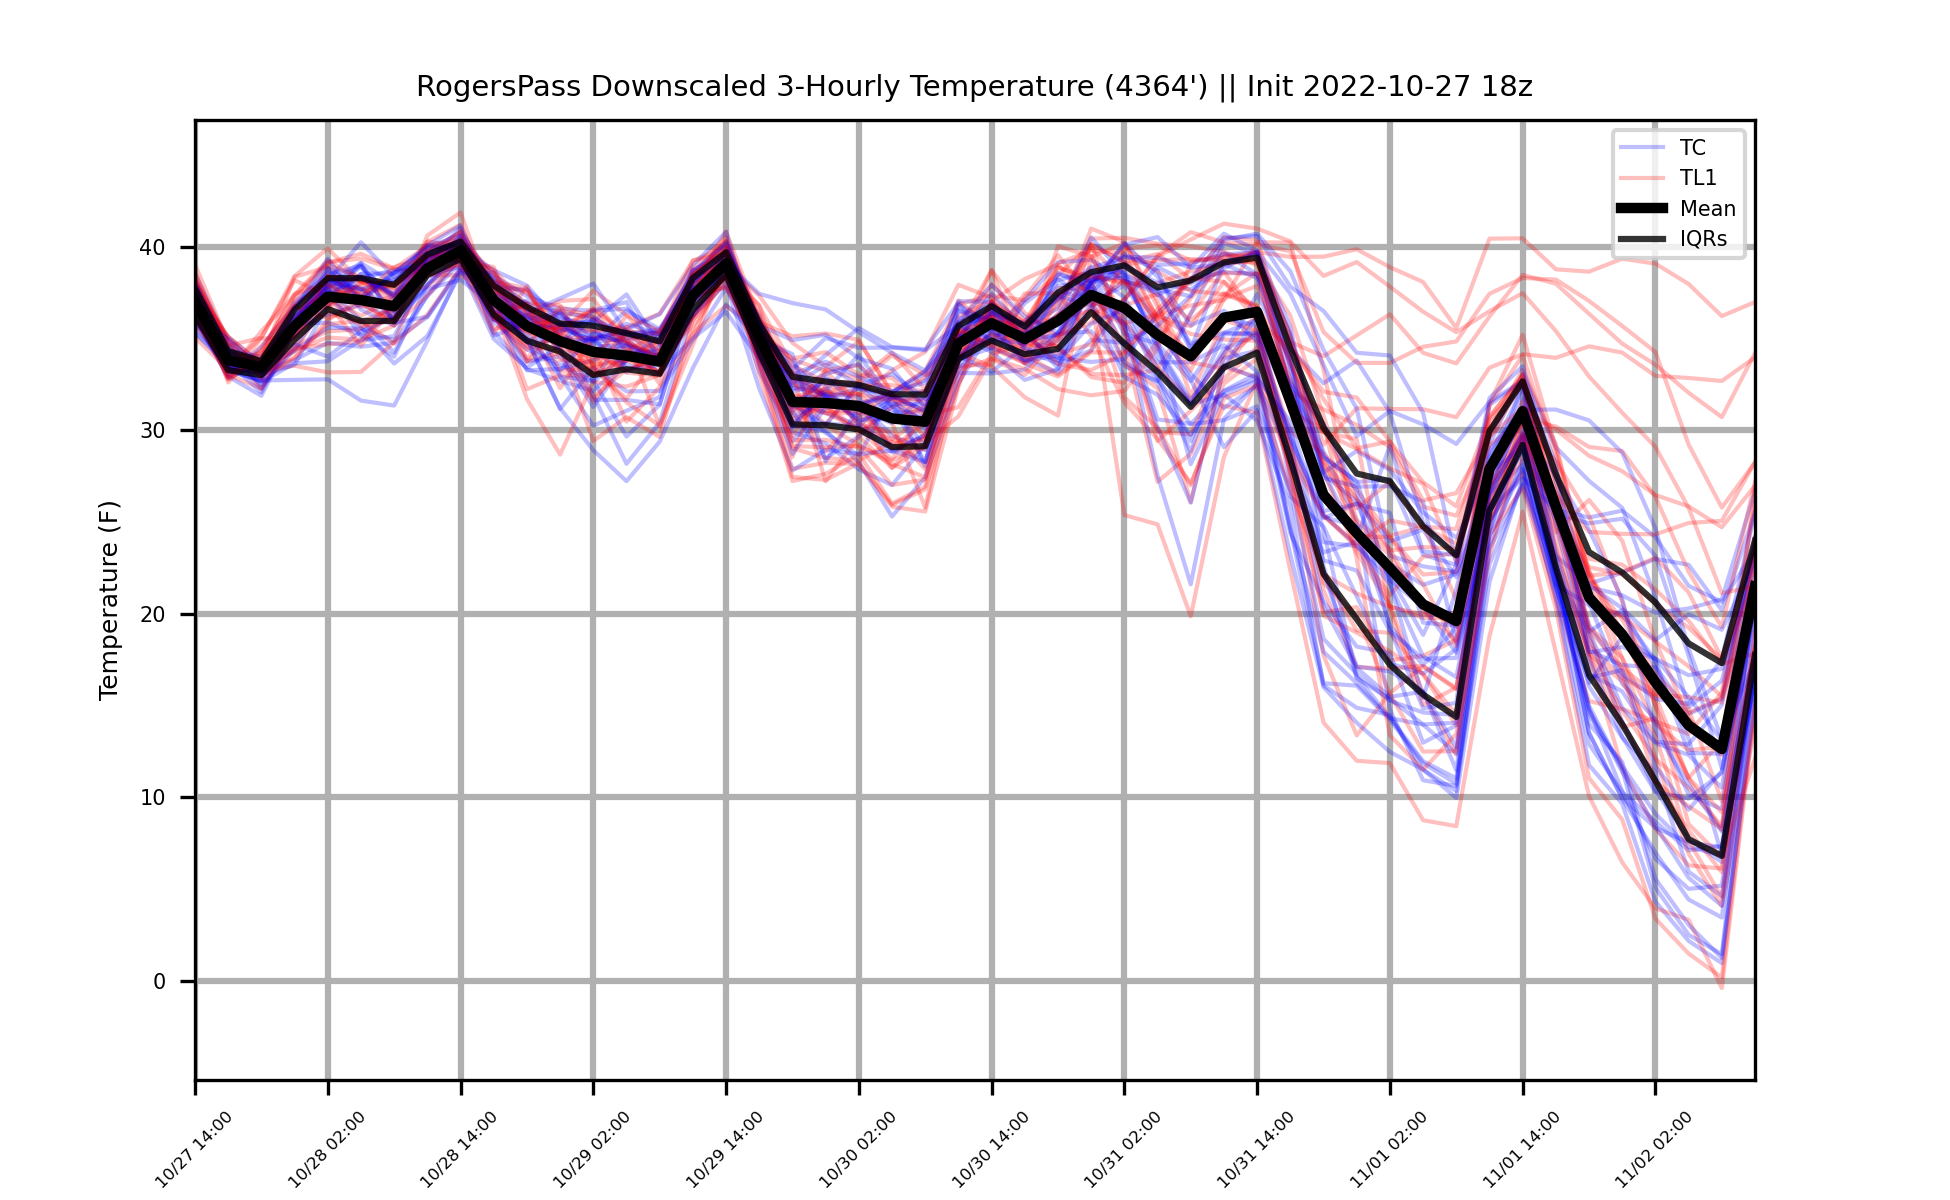 RogersPass Downscaled 3-Hourly Temperature (4364') || Init 2022-10-27 18z
TC
TL1
Mean
IQRs
Temperature (F)
40
30
20
10
0
10/27 14:00
10/28 02:00
10/28 14:00
10/29 02:00
10/29 14:00
10/30 02:00
10/30 14:00
10/31 02:00
10/31 14:00
11/01 02:00
11/01 14:00
11/02 02:00